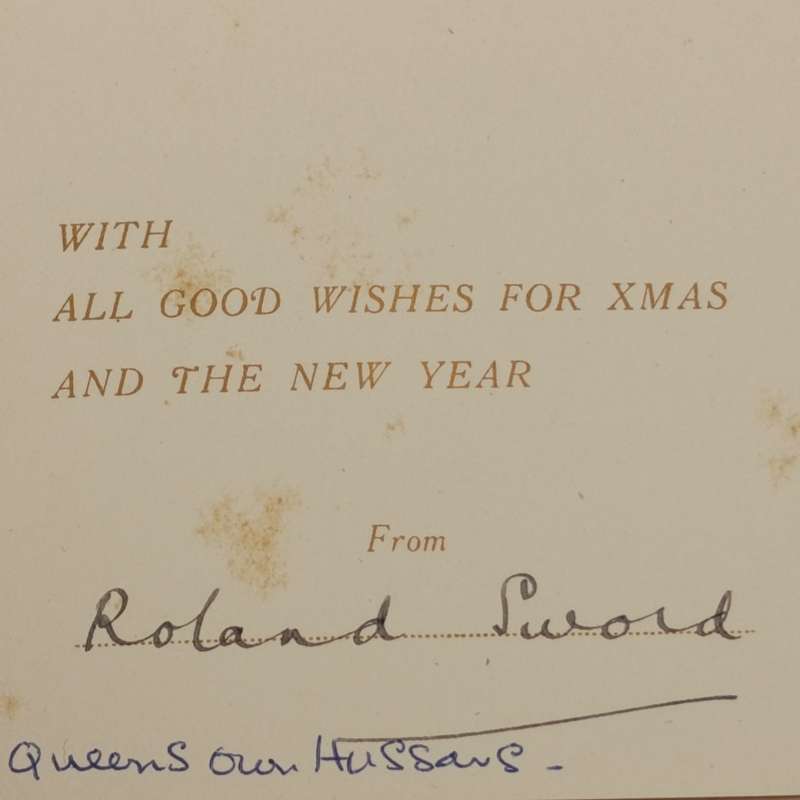 WITH
ALL GOOD WISHES FOR XMAS
AND THE NEW YEAR
From
Roland Sword
Queens Own Hussars -